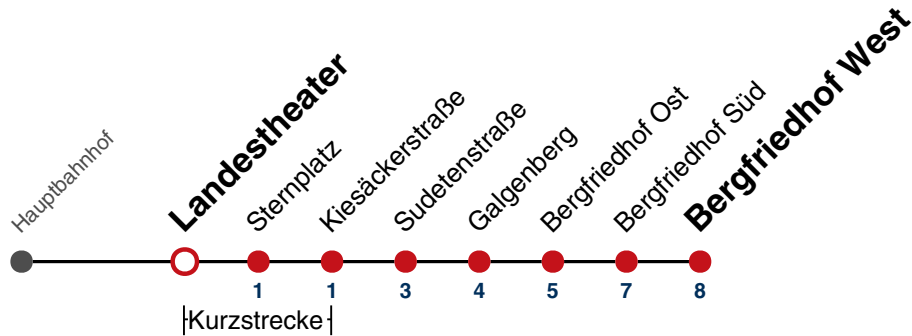 Hauptbahnhof
Landestheater
Sternplatz
Kiesäckerstraße
Sudetenstraße
Galgenberg
Bergfriedhof Ost
Bergfriedhof Süd
Bergfriedhof West
1 1 3 4 5 7 8
Kurzstrecke